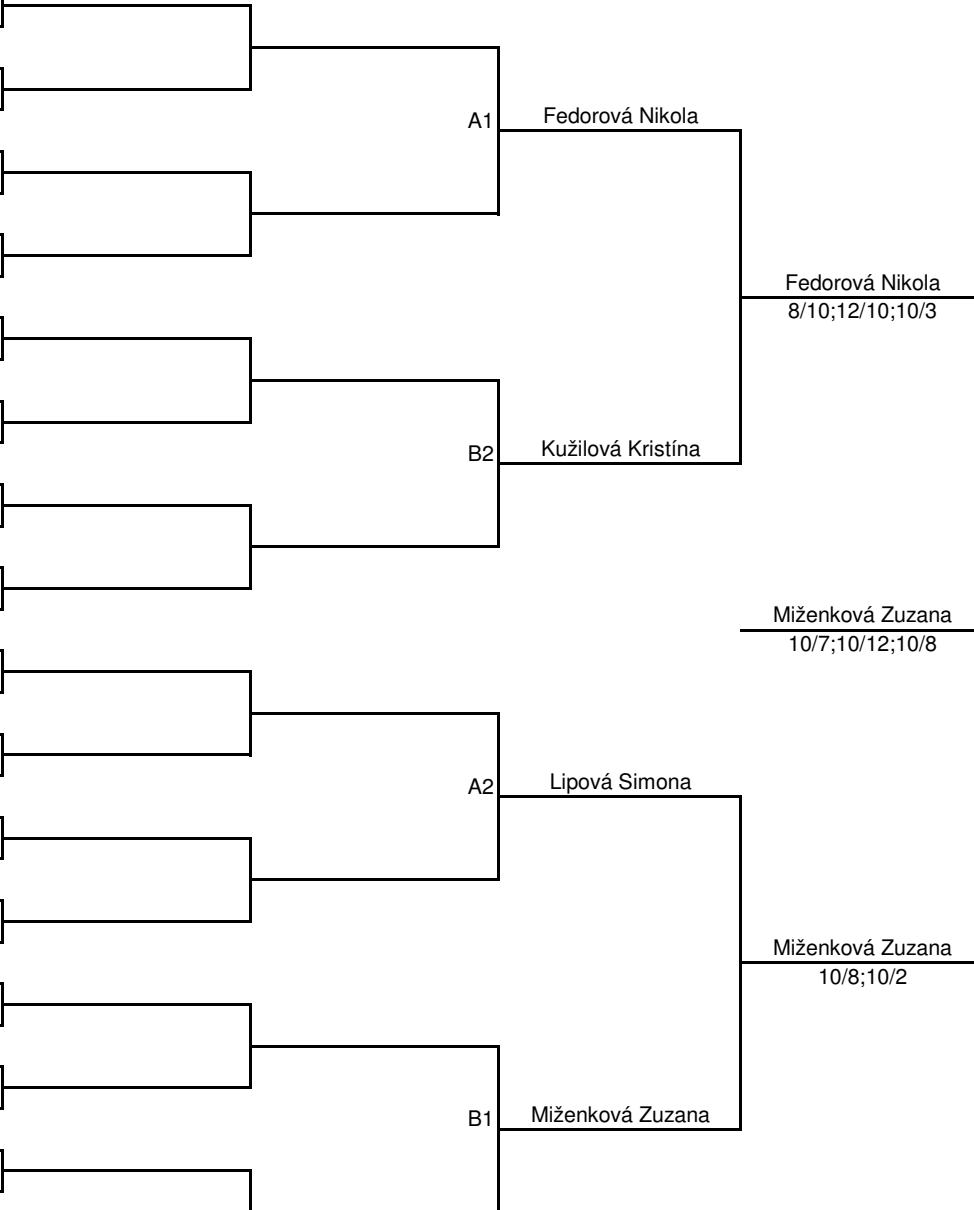 A1
Fedorová Nikola
Fedorová Nikola
8/10;12/10;10/3
B2
Kužilová Kristína
Miženková Zuzana
10/7;10/12;10/8
A2
Lipová Simona
Miženková Zuzana
10/8;10/2
B1
Miženková Zuzana